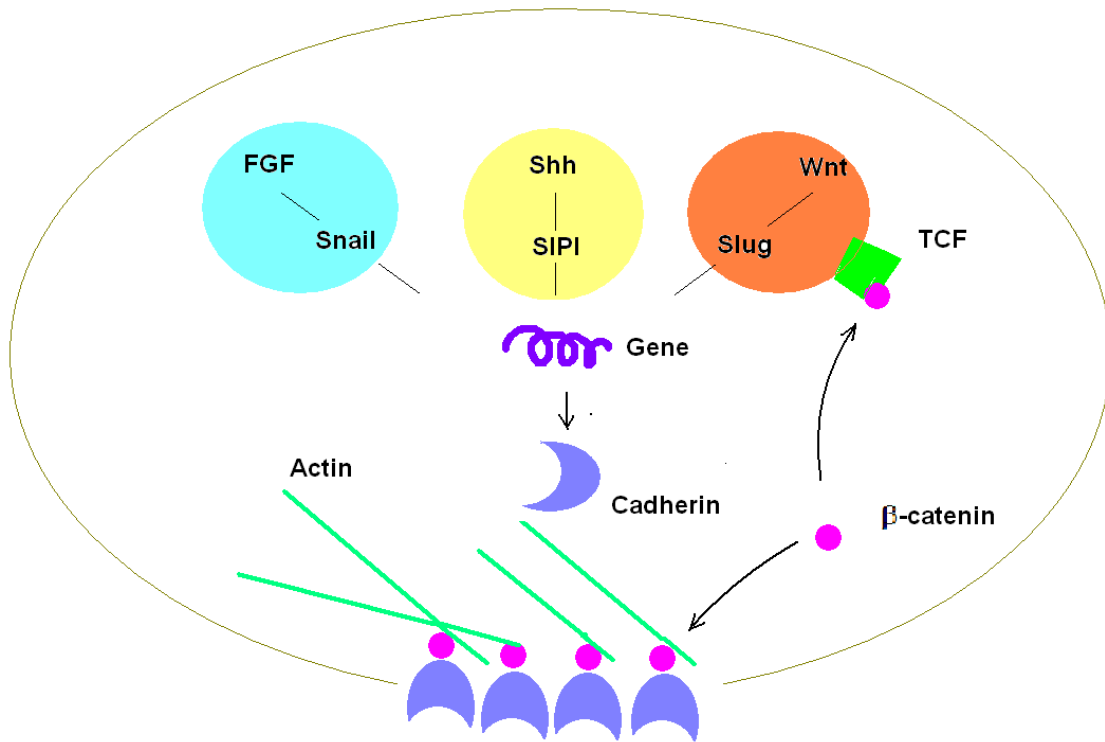 FGF
Shh
Wnt
Snail
SIPI
Slug
TCF
Gene
Actin
Cadherin
β-catenin